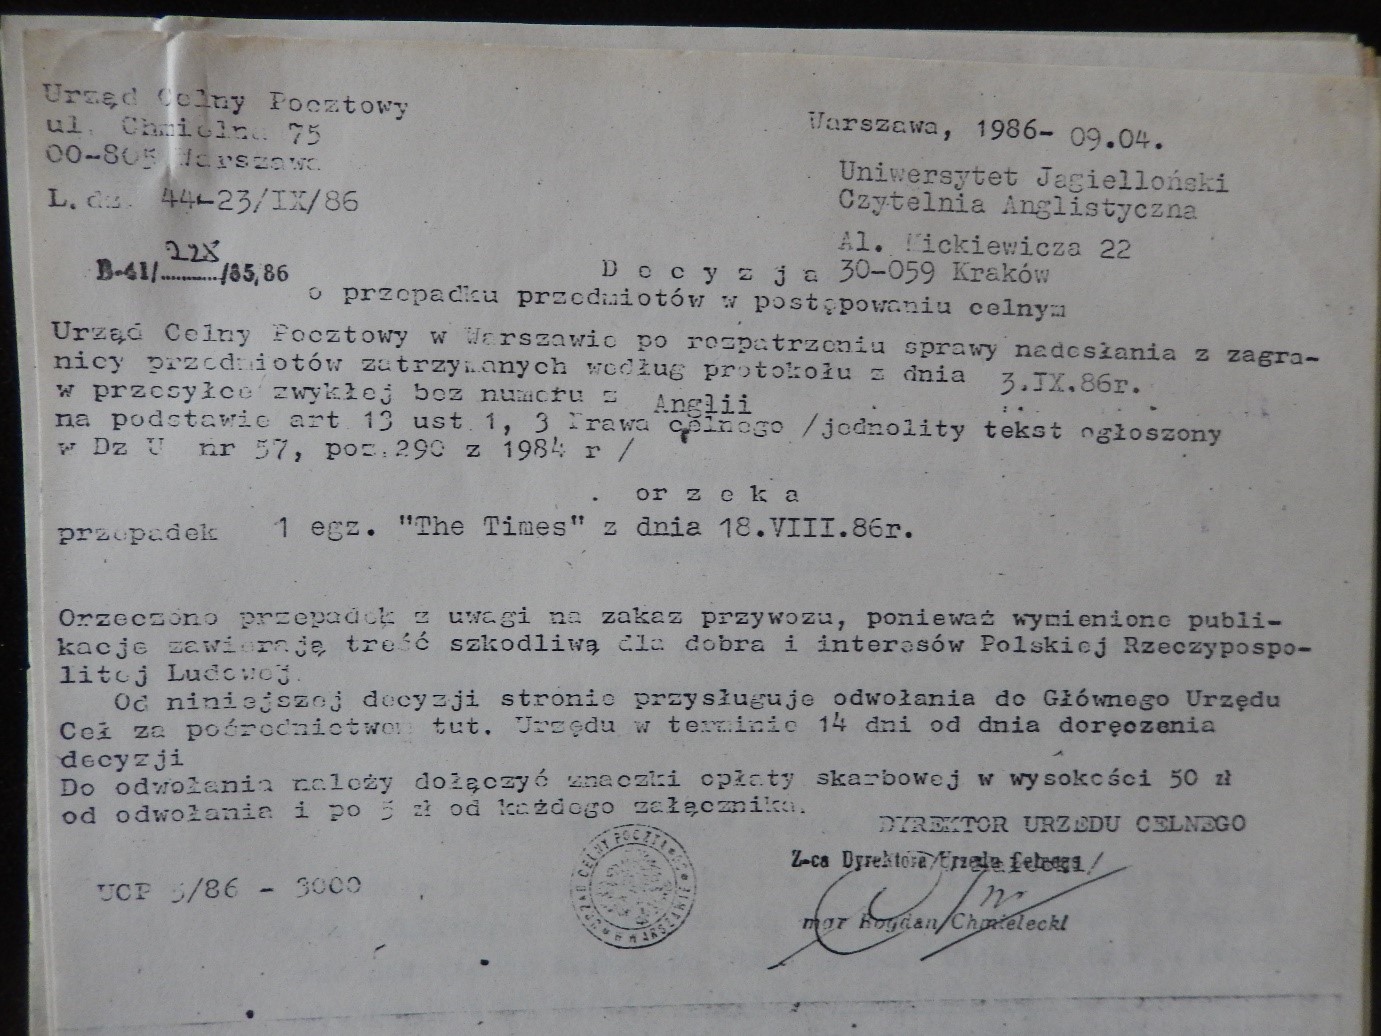 Urząd Celny Pocztowy
ul. Chmielna 75
00-805 Warszawa
L. dz. 44-23/IX/86
Warszawa, 1986- 09.04.
Uniwersytet Jagielloński
Czytelnia Anglistyczna
Al. Mickiewicza 22
30-059 Kraków
228
B-41/........../85,86
D e c y z j a
o przepadku przedmiotów w postępowaniu celnym
Urząd Celny Pocztowy w Warszawie po rozpatrzeniu sprawy nadesłania z zagra-
nicy przedmiotów zatrzymanych według protokołu z dnia 3.IX.86r.
w przesyłce zwykłej bez numeru z Anglii
na podstawie art 13 ust 1, 3 Prawa celnego /jednolity tekst ogłoszony
w Dz U nr 57, poz.290 z 1984 r /
. o r z e k a
przepadek 1 egz. "The Times" z dnia 18.VIII.86r.
Orzeczono przepadek z uwagi na zakaz przywozu, ponieważ wymienione publi-
kacje zawierają treść szkodliwą dla dobra i interesów Polskiej Rzeczypospo-
litej Ludowej.
Od niniejszej decyzji stronie przysługuje odwołania do Głównego Urzędu
Ceł za pośrednictwem tut. Urzędu w terminie 14 dni od dnia doręczenia
decyzji
Do odwołania należy dołączyć znaczki opłaty skarbowej w wysokości 50 zł
od odwołania i po 5 zł od każdego załącznika.
DYREKTOR URZĘDU CELNEGO
Z-ca Dyrektora Urzędu Celnego
mgr Bogdan Chmielecki
UCP 5/86 - 3000
URZĄD CELNY POCZTOWY